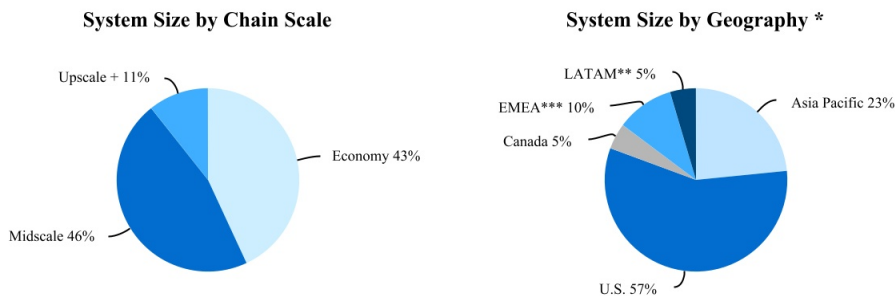 System Size by Chain Scale
Upscale + 11%
Economy 43%
Midscale 46%
System Size by Geography *
LATAM** 5%
EMEA*** 10%
Asia Pacific 23%
Canada 5%
U.S. 57%